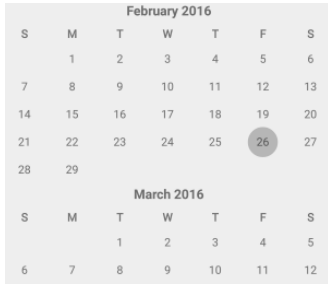 February 2016
S M T W T F S
1 2 3 4 5 6
7 8 9 10 11 12 13
14 15 16 17 18 19 20
21 22 23 24 25 26 27
28 29
March 2016
S M T W T F S
1 2 3 4 5
6 7 8 9 10 11 12